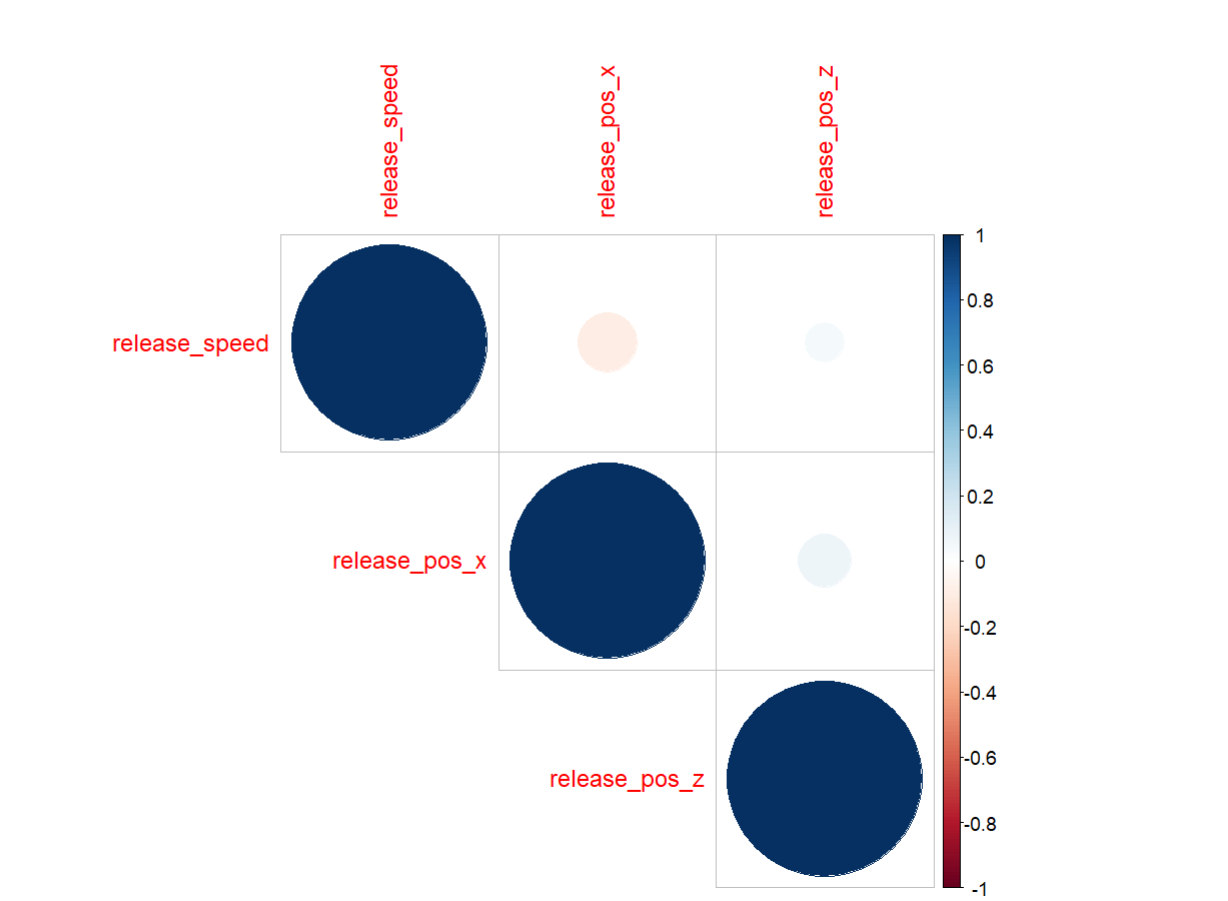 release_speed
release_pos_x
release_pos_z
release_speed
release_pos_x
release_pos_z
1
0.8
0.6
0.4
0.2
0
-0.2
-0.4
-0.6
-0.8
-1